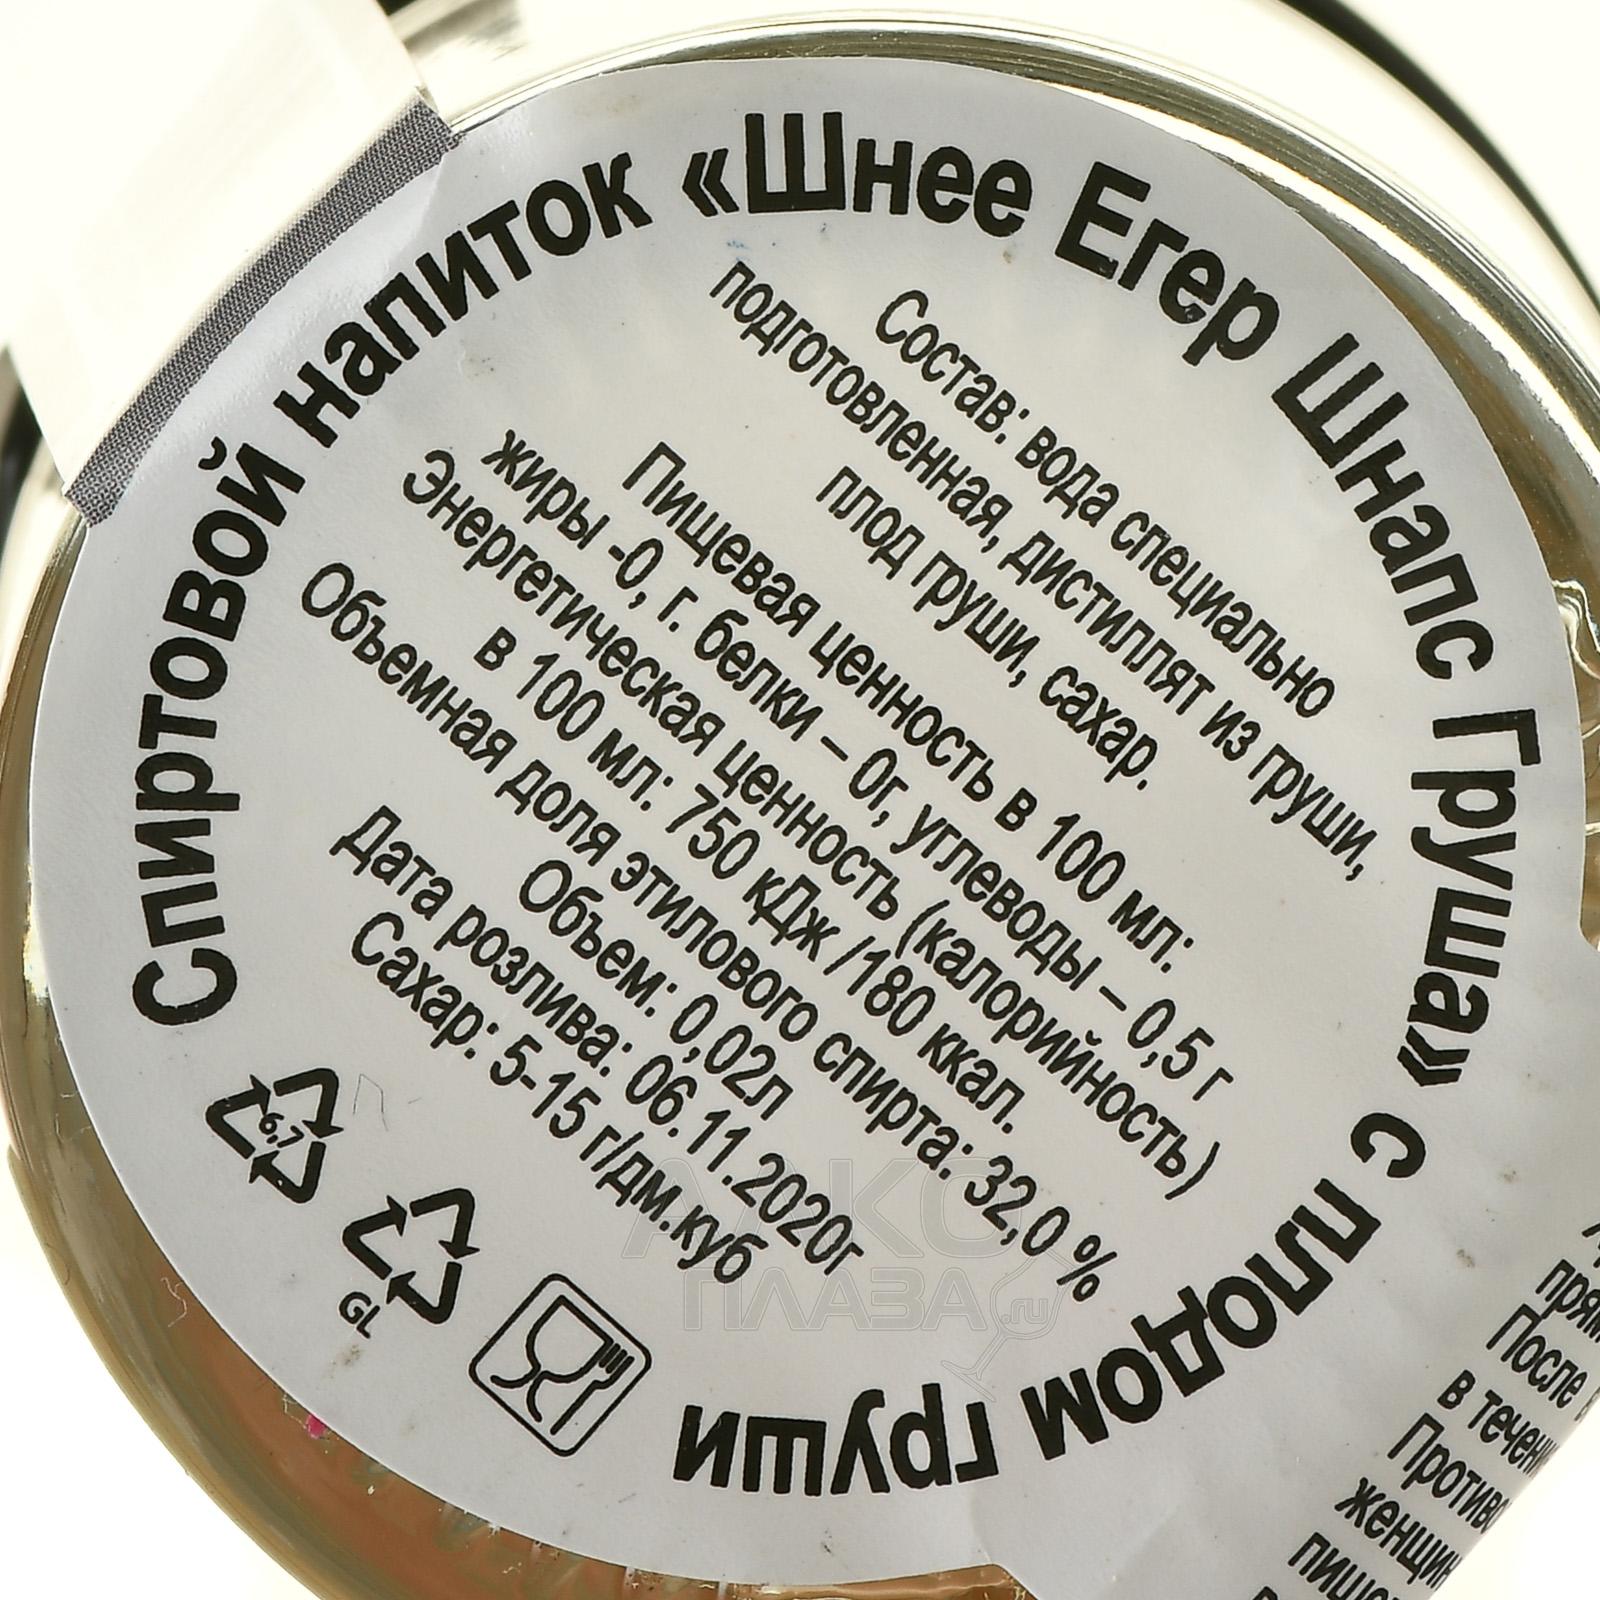 Спиртовой напиток «Шнее Егер Шнапс Груша» с плодом груши
Состав: вода специально
подготовленная, дистиллят из груши,
плод груши, сахар.
Пищевая ценность в 100 мл:
жиры -0, г. белки – 0г, углеводы – 0,5 г
Энергетическая ценность (калорийность)
в 100 мл: 750 кДж /180 ккал.
Объемная доля этилового спирта: 32,0 %
Объем: 0,02л
Дата розлива: 06.11.2020г
Сахар: 5-15 г/дм.куб
6,7
GL
АЛКО
ПЛАЗА.ru
После
в
Против
женщин